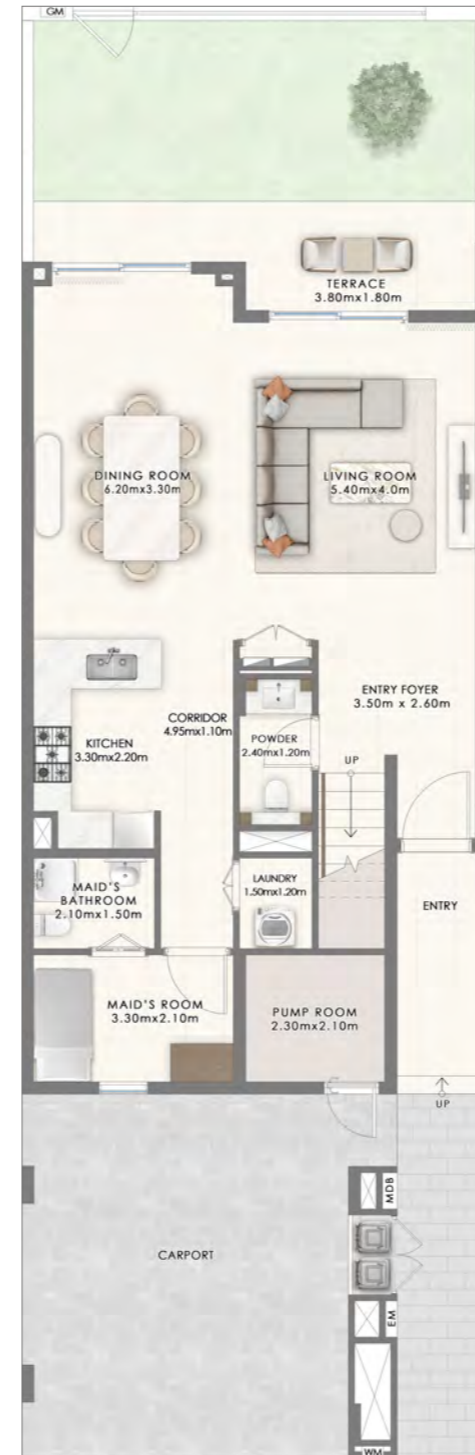 GM
TERRACE
3.80mx1.80m
DINING ROOM
6.20mx3.30m
LIVING ROOM
5.40mx4.0m
ENTRY FOYER
3.50m x 2.60m
CORRIDOR
4.95mx1.10m
KITCHEN
3.30mx2.20m
POWDER
2.40mx1.20m
UP
MAID'S
BATHROOM
2.10mx1.50m
LAUNDRY
1.50mx1.20m
ENTRY
MAID'S ROOM
3.30mx2.10m
PUMP ROOM
2.30mx2.10m
UP
MDB
CARPORT
EM
WM